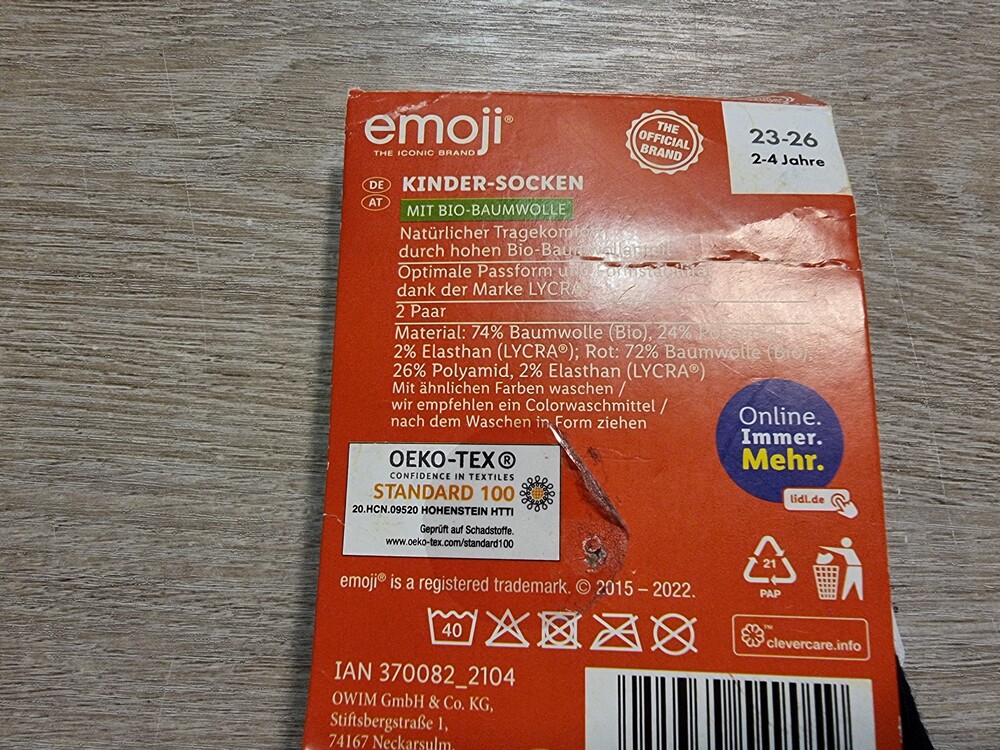 emoji®
THE ICONIC BRAND
THE
OFFICIAL
BRAND
23-26
2-4 Jahre
DE
AT
KINDER-SOCKEN
MIT BIO-BAUMWOLLE
Natürlicher Tragekomfort
durch hohen Bio-Baumwollanteil
Optimale Passform und Formstabilität
dank der Marke LYCRA
2 Paar
Material: 74% Baumwolle (Bio), 24%
2% Elasthan (LYCRA®); Rot: 72% Baumwolle (Bio),
26% Polyamid, 2% Elasthan (LYCRA®)
Mit ähnlichen Farben waschen /
wir empfehlen ein Colorwaschmittel /
nach dem Waschen in Form ziehen
Online.
Immer.
Mehr.
lidl.de
OEKO-TEX®
CONFIDENCE IN TEXTILES
STANDARD 100
20.HCN.09520 HOHENSTEIN HTTI
Geprüft auf Schadstoffe.
www.oeko-tex.com/standard100
21
PAP
emoji® is a registered trademark. © 2015 – 2022.
40
™
clevercare.info
IAN 370082_2104
OWIM GmbH & Co. KG,
Stiftsbergstraße 1,
74167 Neckarsulm,